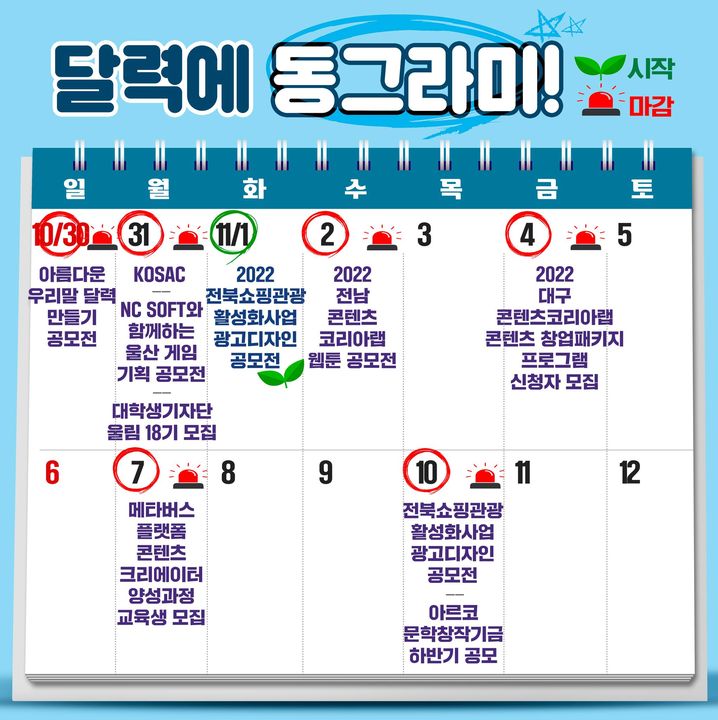 달력에 동그라미!
시작
마감
일 월 화 수 목 금 토
10/30
아름다운
우리말 달력
만들기
공모전
31
KOSAC
—
NC SOFT와
함께하는
울산 게임
기획 공모전
—
대학생기자단
울림 18기 모집
11/1
2022
전북쇼핑관광
활성화사업
광고디자인
공모전
2
2022
전남
콘텐츠
코리아랩
웹툰 공모전
3
4
2022
대구
콘텐츠코리아랩
콘텐츠 창업패키지
프로그램
신청자 모집
5
6
7
메타버스
플랫폼
콘텐츠
크리에이터
양성과정
교육생 모집
8
9
10
전북쇼핑관광
활성화사업
광고디자인
공모전
—
아르코
문학창작기금
하반기 공모
11
12